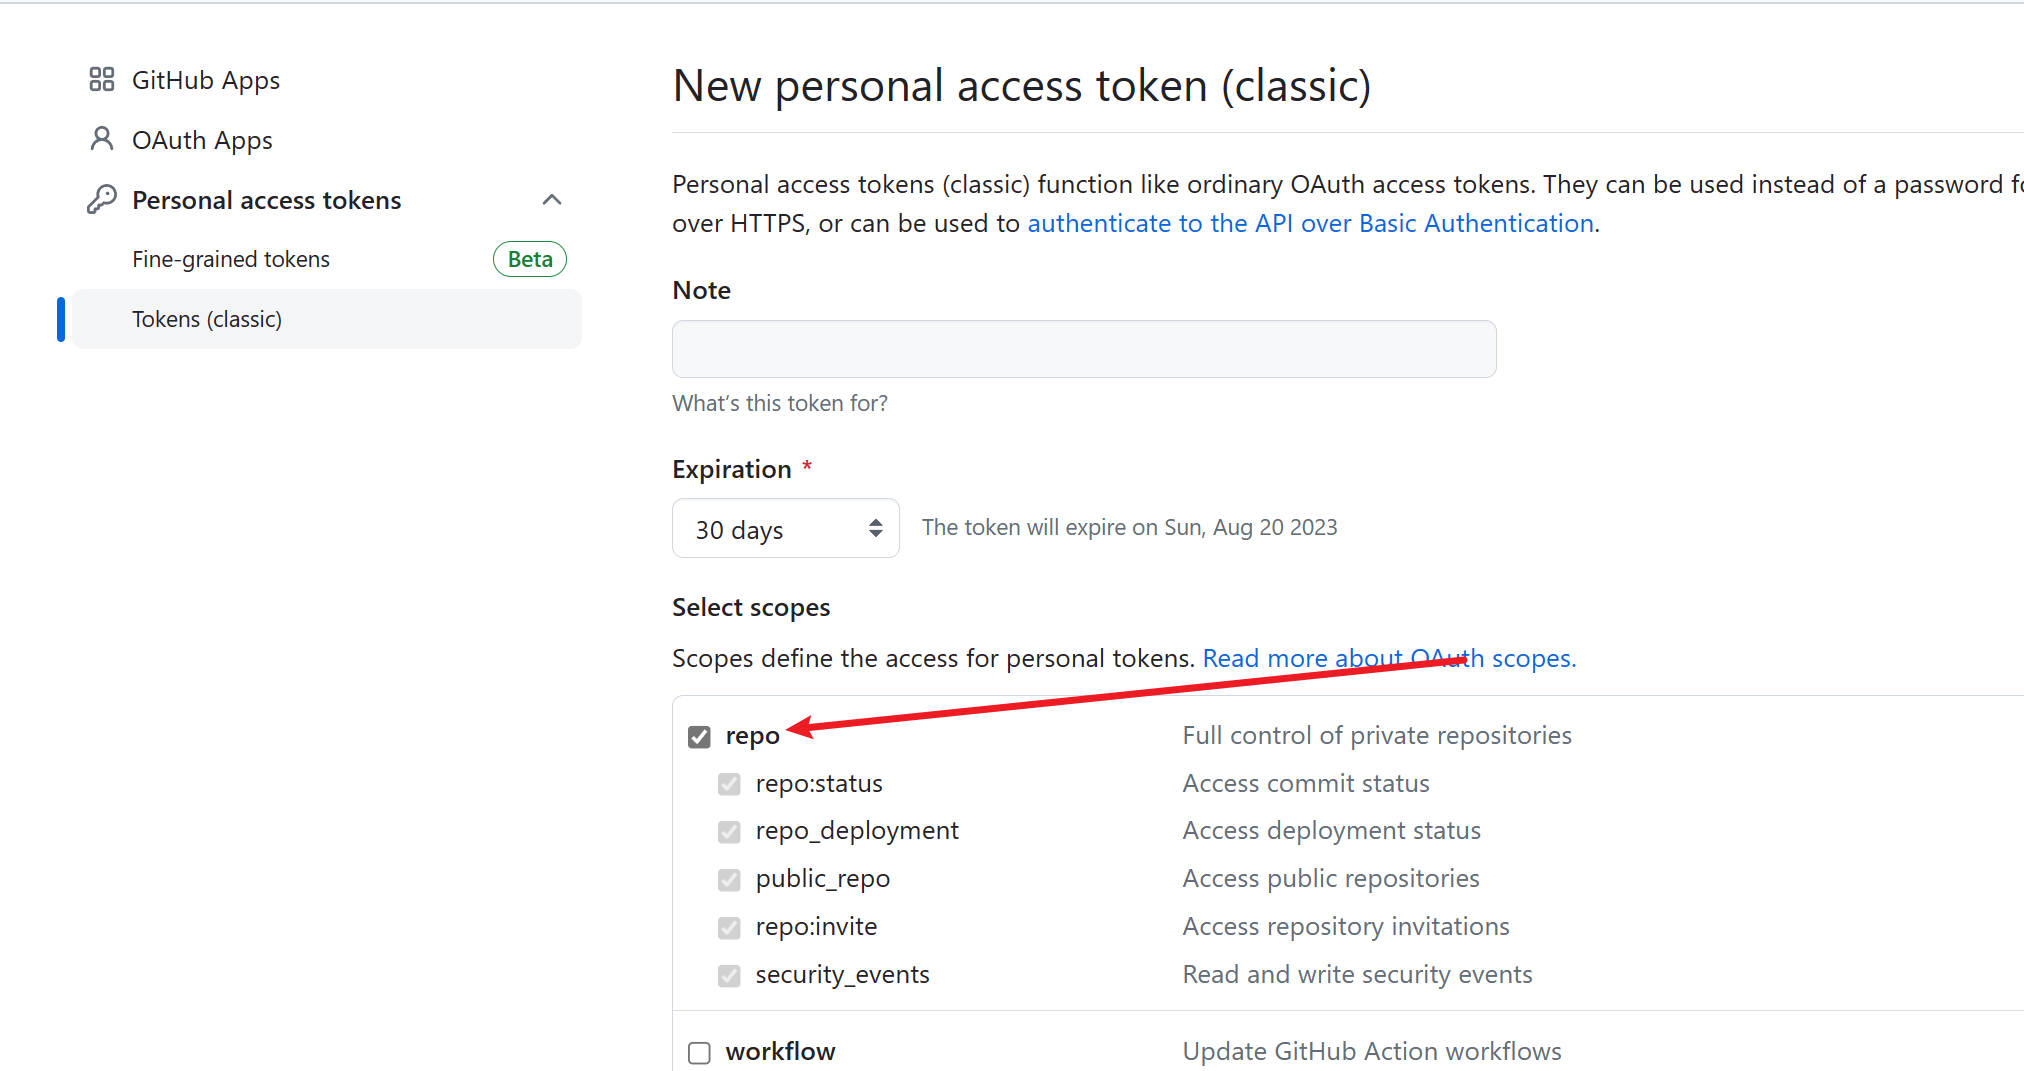 GitHub Apps
OAuth Apps
Personal access tokens
Fine-grained tokens Beta
Tokens (classic)
New personal access token (classic)
Personal access tokens (classic) function like ordinary OAuth access tokens. They can be used instead of a password
over HTTPS, or can be used to authenticate to the API over Basic Authentication.
Note
What's this token for?
Expiration *
30 days The token will expire on Sun, Aug 20 2023
Select scopes
Scopes define the access for personal tokens. Read more about OAuth scopes.
repo Full control of private repositories
repo:status Access commit status
repo_deployment Access deployment status
public_repo Access public repositories
repo:invite Access repository invitations
security_events Read and write security events
workflow Update GitHub Action workflows